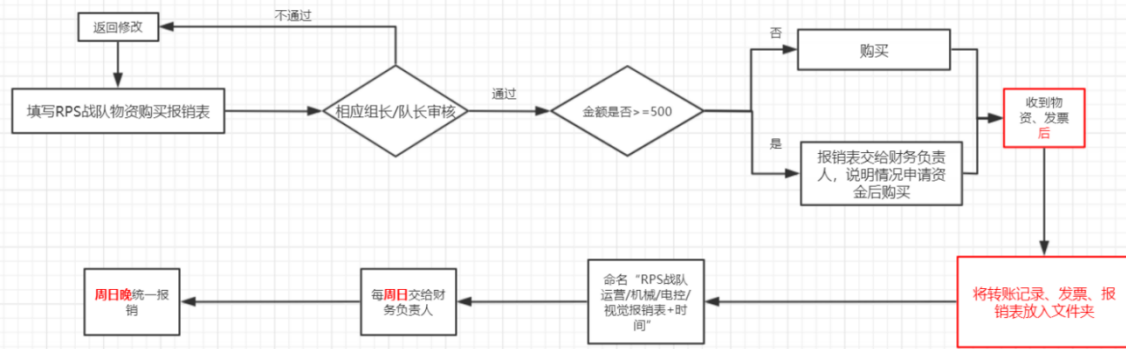 不通过
返回修改
填写RPS战队物资购买报销表
相应组长/队长审核
通过
金额是否>=500
否
购买
是
报销表交给财务负责
人，说明情况申请资
金后购买
收到物
资、发票
后
将转账记录、发票、报
销表放入文件夹
命名“RPS战队
运营/机械/电控/
视觉报销表+时
间”
每周日交给财
务负责人
周日晚统一报
销